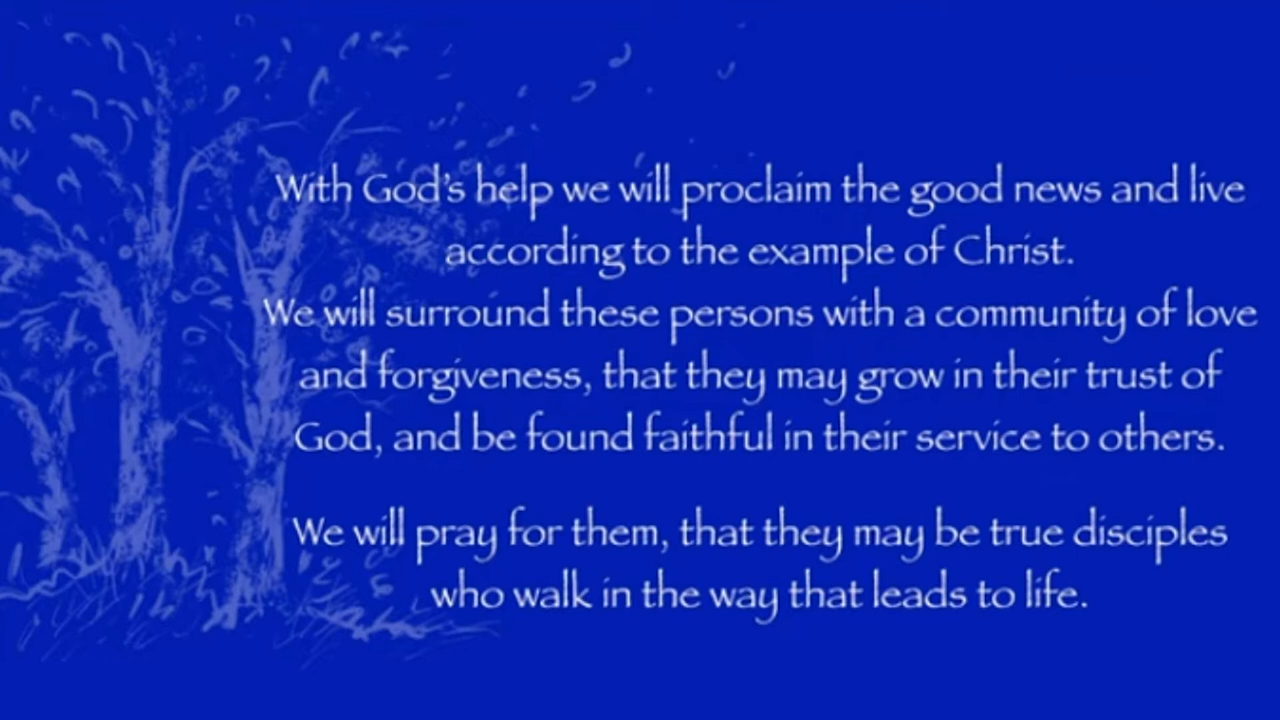 With God's help we will proclaim the good news and live
according to the example of Christ.
We will surround these persons with a community of love
and forgiveness, that they may grow in their trust of
God, and be found faithful in their service to others.
We will pray for them, that they may be true disciples
who walk in the way that leads to life.